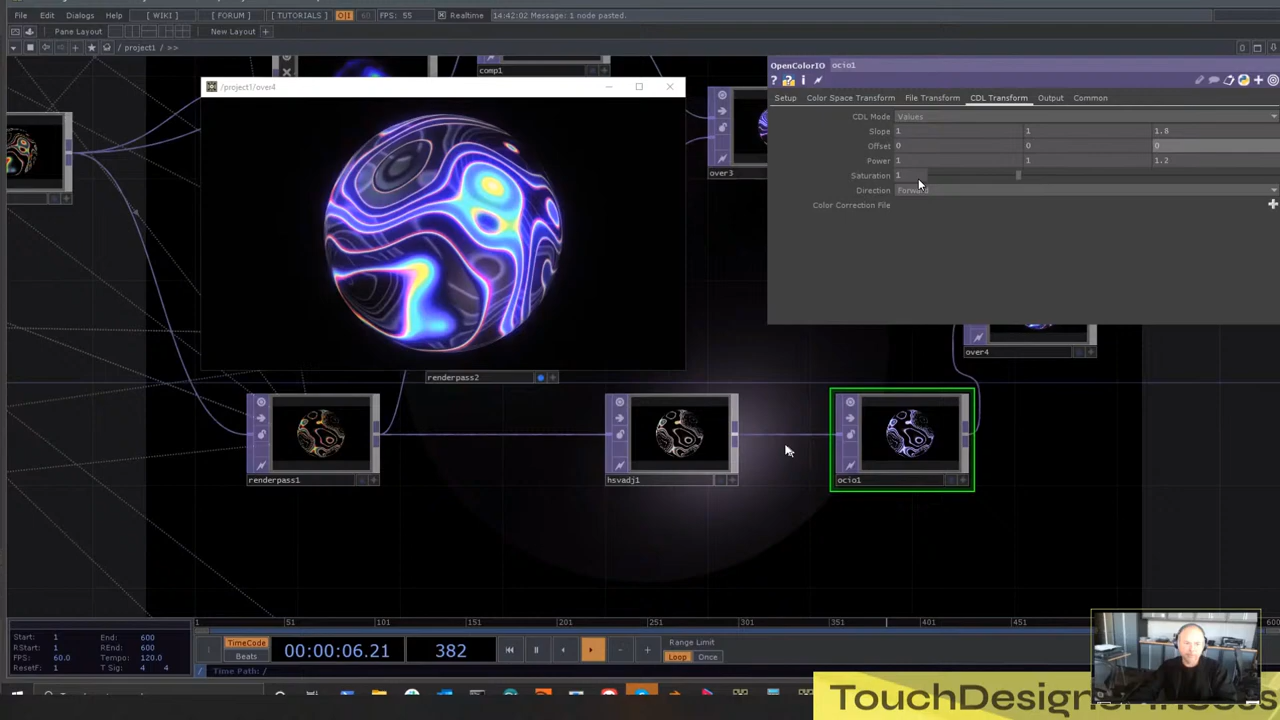 File Edit Dialogs Help [ WIKI ] [ FORUM ] [ TUTORIALS ] O|I 60 FPS: 55 Realtime 14:42:02 Message: 1 node pasted.
Pane Layout New Layout +
/ project1 / >>
comp1
/project1/over4
over3
OpenColorIO ocio1
Setup Color Space Transform File Transform CDL Transform Output Common
CDL Mode Values
Slope 1 1 1.8
Offset 0 0 0
Power 1 1 1.2
Saturation 1
Direction Forward
Color Correction File
over4
renderpass2
renderpass1
hsvadj1
ocio1
1 51 101 151 201 251 301 351 401 451
Start: 1 End: 600
RStart: 1 REnd: 600
FPS: 60.0 Tempo: 120.0
ResetF: 1 T Sig: 4 4
TimeCode
Beats
00:00:06.21
382
Range Limit
Loop Once
/ Time Path: /